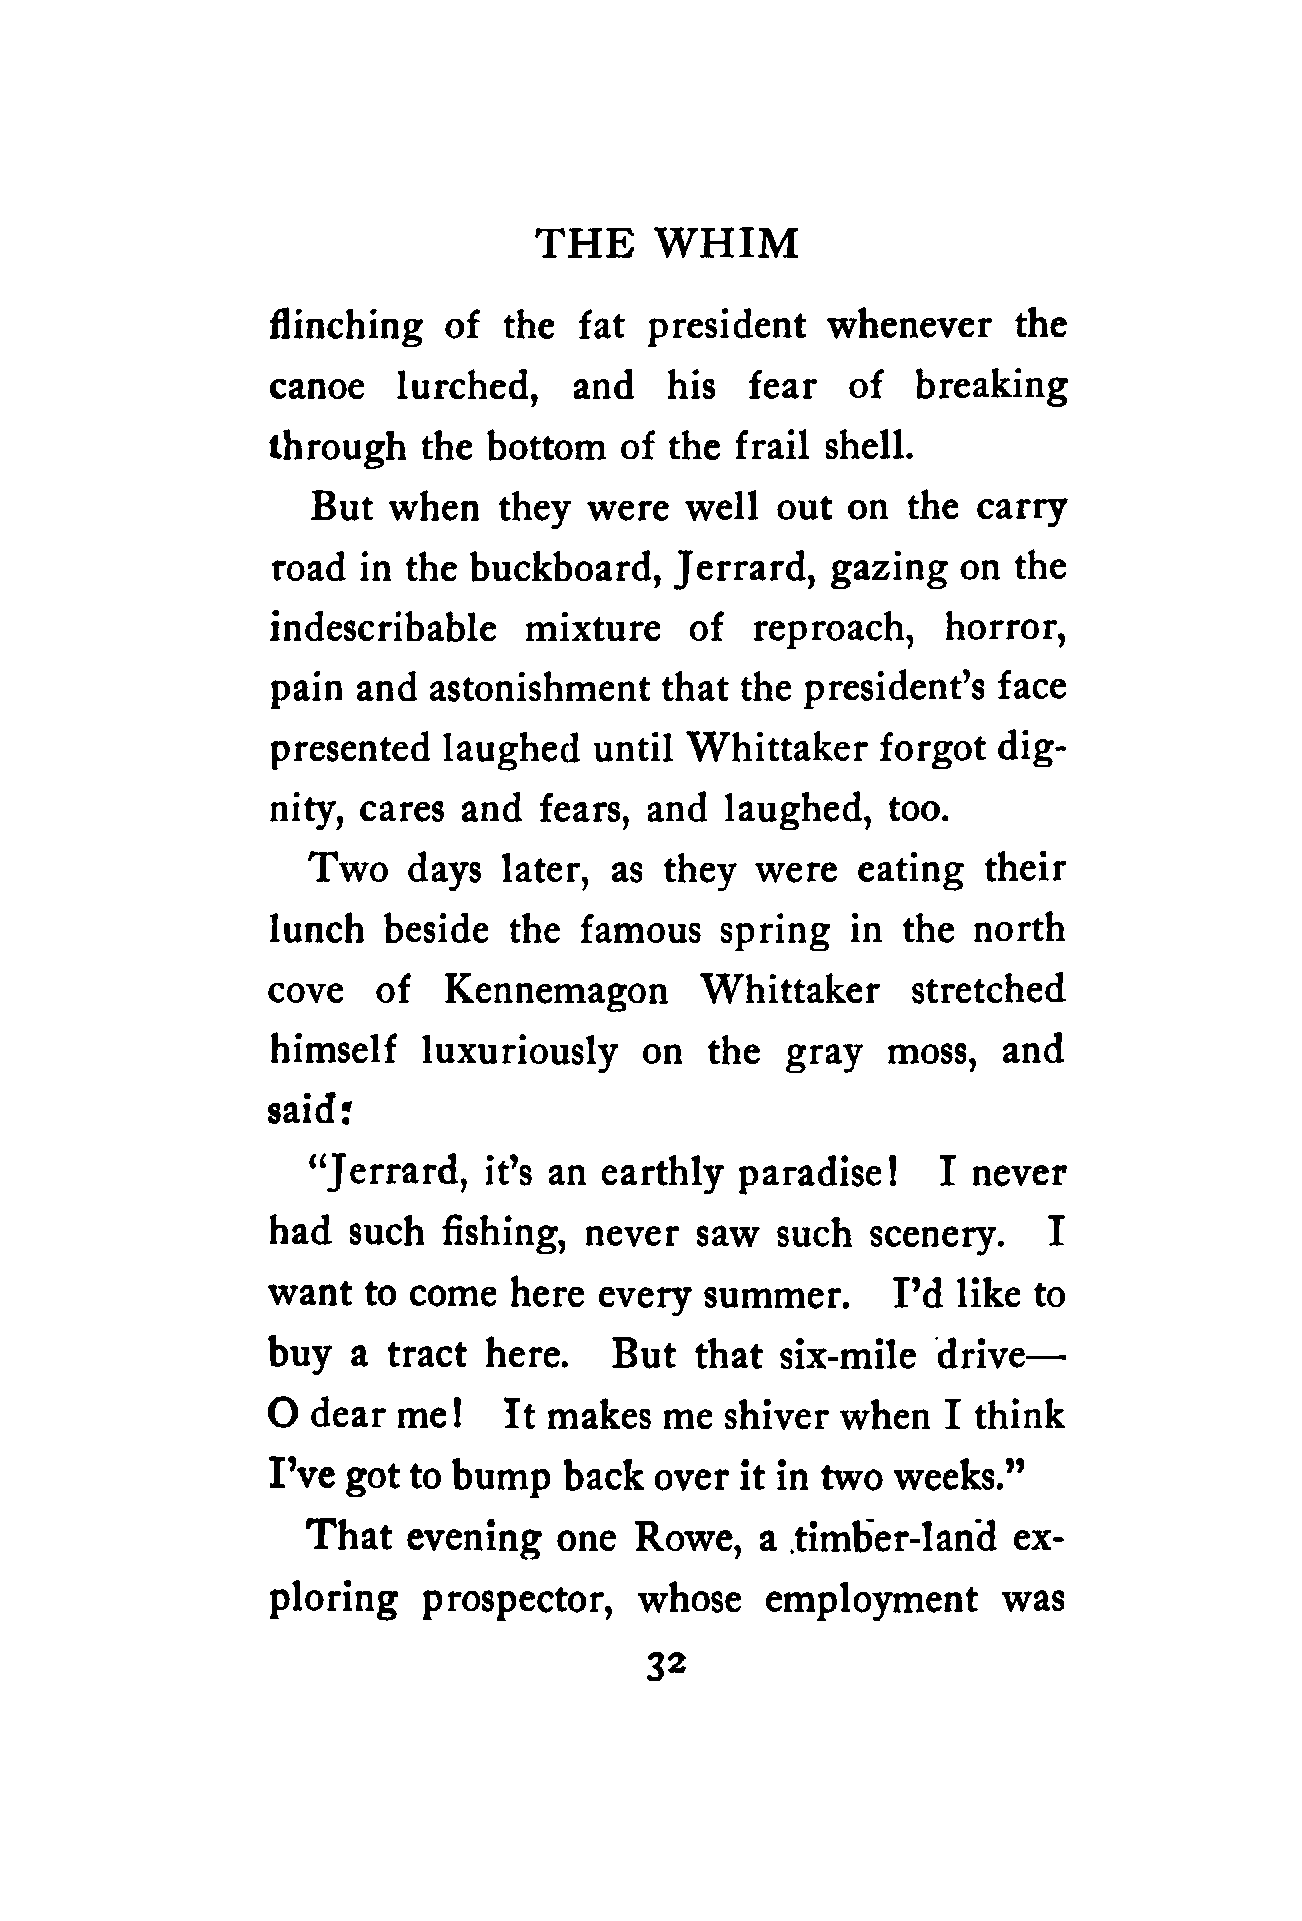 THE WHIM
flinching of the fat president whenever the
canoe lurched, and his fear of breaking
through the bottom of the frail shell.
But when they were well out on the carry
road in the buckboard, Jerrard, gazing on the
indescribable mixture of reproach, horror,
pain and astonishment that the president's face
presented laughed until Whittaker forgot dig-
nity, cares and fears, and laughed, too.
Two days later, as they were eating their
lunch beside the famous spring in the north
cove of Kennemagon Whittaker stretched
himself luxuriously on the gray moss, and
said:
“Jerrard, it's an earthly paradise! I never
had such fishing, never saw such scenery. I
want to come here every summer. I'd like to
buy a tract here. But that six-mile drive—
O dear me! It makes me shiver when I think
I've got to bump back over it in two weeks.”
That evening one Rowe, a timber-land ex-
ploring prospector, whose employment was
32